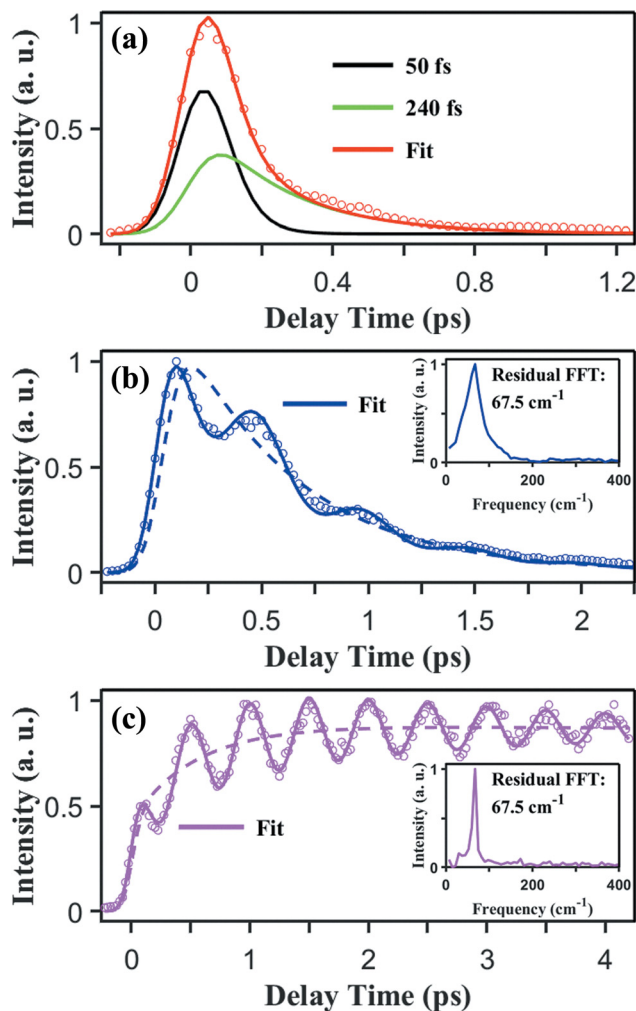 (a)
Intensity (a. u.)
1
0.5
0
50 fs
240 fs
Fit
0 0.4 0.8 1.2
Delay Time (ps)
(b)
Intensity (a. u.)
1
0.5
0
Fit
Intensity (a. u.)
1
0
Residual FFT:
67.5 cm⁻¹
0 200 400
Frequency (cm⁻¹)
0 0.5 1 1.5 2
Delay Time (ps)
(c)
Intensity (a. u.)
1
0.5
0
Fit
Intensity (a. u.)
1
0
Residual FFT:
67.5 cm⁻¹
0 200 400
Frequency (cm⁻¹)
0 1 2 3 4
Delay Time (ps)